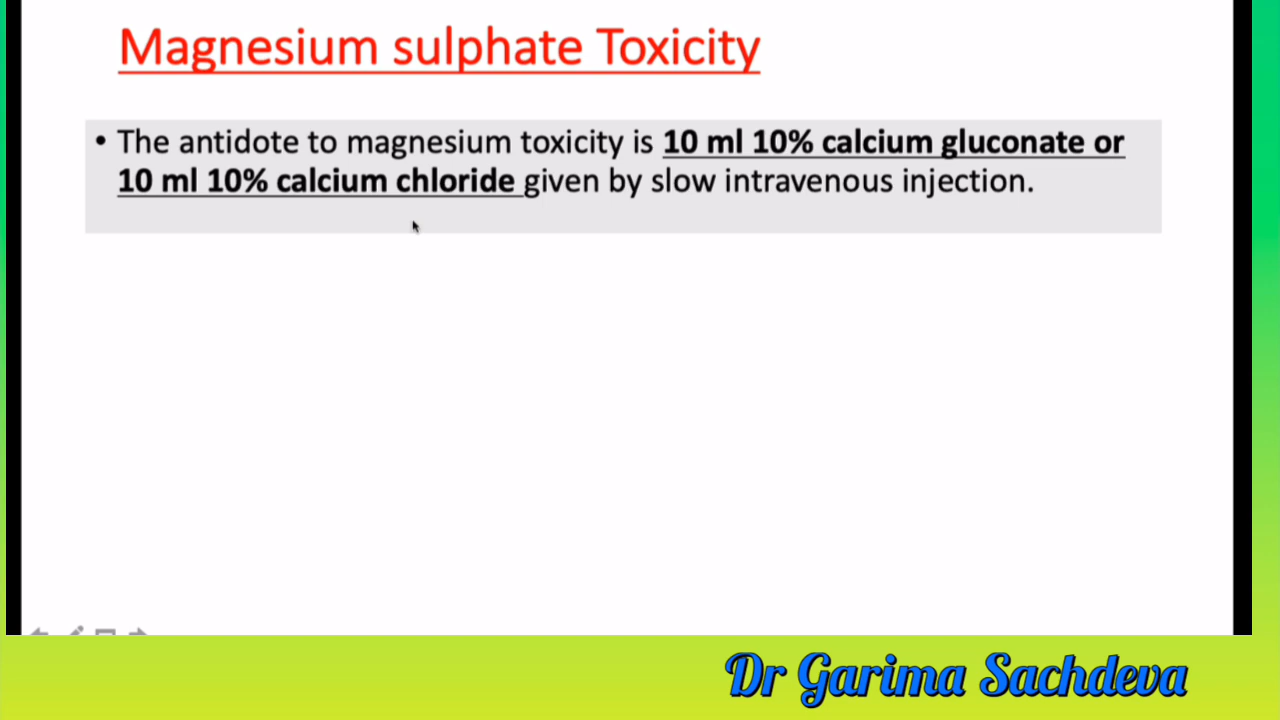 Magnesium sulphate Toxicity
• The antidote to magnesium toxicity is 10 ml 10% calcium gluconate or
10 ml 10% calcium chloride given by slow intravenous injection.
Dr Garima Sachdeva